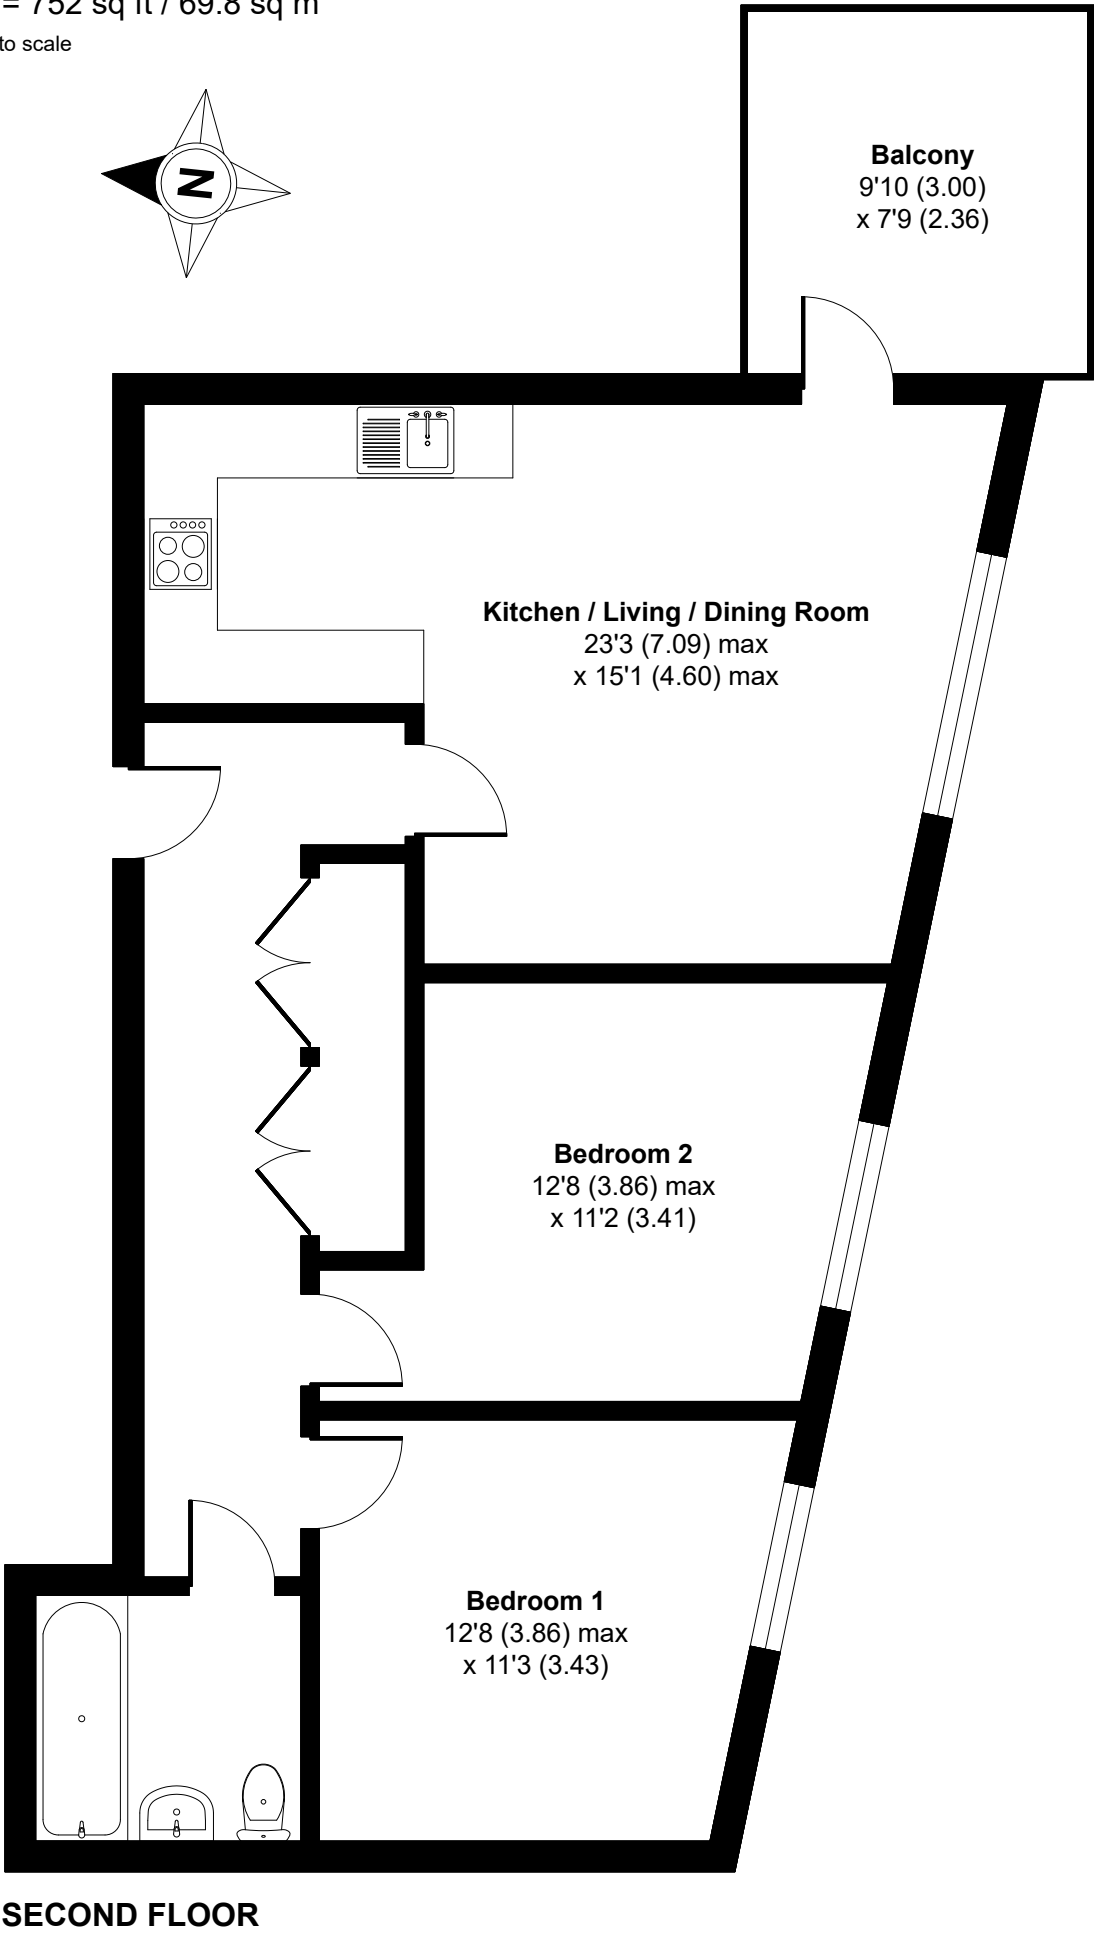 = 752 sq ft / 69.8 sq m
to scale
N
Balcony
9'10 (3.00)
x 7'9 (2.36)
Kitchen / Living / Dining Room
23'3 (7.09) max
x 15'1 (4.60) max
Bedroom 2
12'8 (3.86) max
x 11'2 (3.41)
Bedroom 1
12'8 (3.86) max
x 11'3 (3.43)
SECOND FLOOR